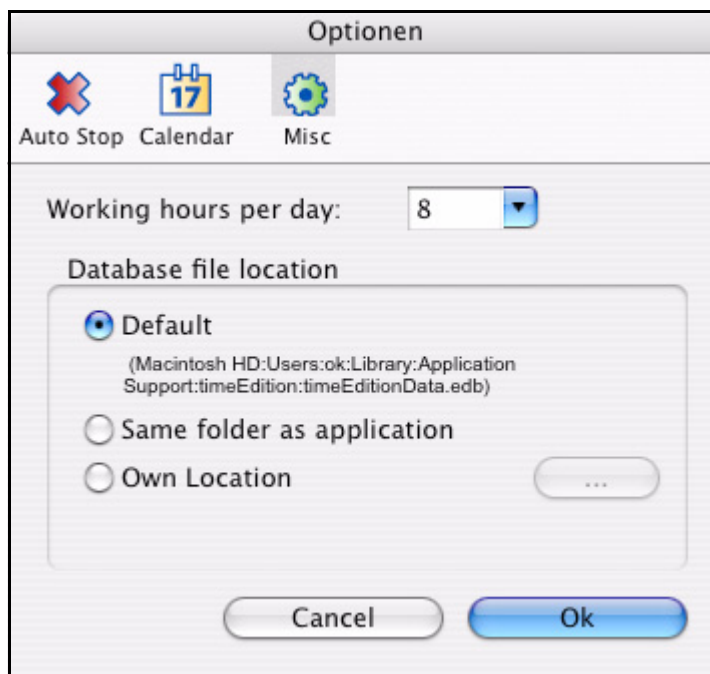 Optionen
17
Auto Stop Calendar Misc
Working hours per day: 8
Database file location
Default
(Macintosh HD:Users:ok:Library:Application
Support:timeEdition:timeEditionData.edb)
Same folder as application
Own Location ...
Cancel Ok